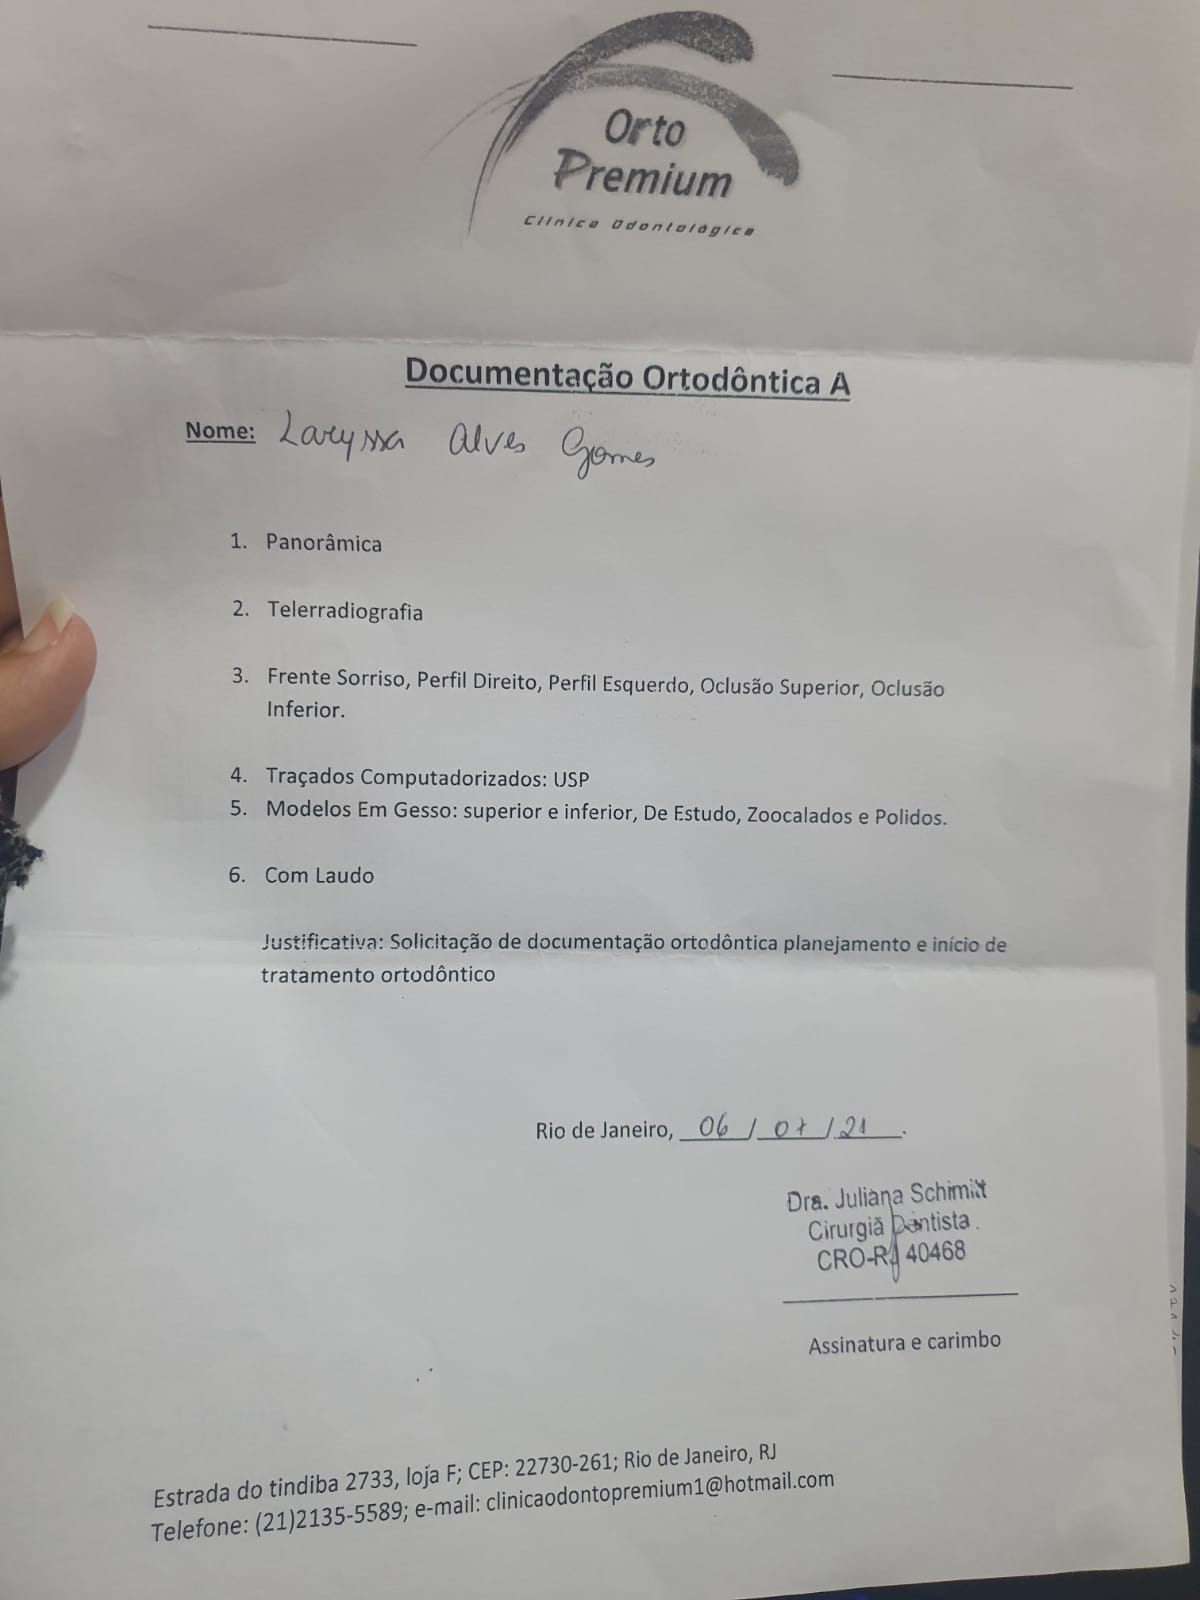 Orto
Premium
Clínica Odontológica
Documentação Ortodôntica A
Nome: Laryssa Alves Gomes
1. Panorâmica
2. Telerradiografia
3. Frente Sorriso, Perfil Direito, Perfil Esquerdo, Oclusão Superior, Oclusão
Inferior.
4. Traçados Computadorizados: USP
5. Modelos Em Gesso: superior e inferior, De Estudo, Zoocalados e Polidos.
6. Com Laudo
Justificativa: Solicitação de documentação ortodôntica planejamento e início de
tratamento ortodôntico
Rio de Janeiro, 06 / 07 / 21.
Dra. Juliana Schimit
Cirurgiã Dentista
CRO-RJ 40468
Assinatura e carimbo
Estrada do tindiba 2733, loja F; CEP: 22730-261; Rio de Janeiro, RJ
Telefone: (21)2135-5589; e-mail: clinicaodontopremium1@hotmail.com